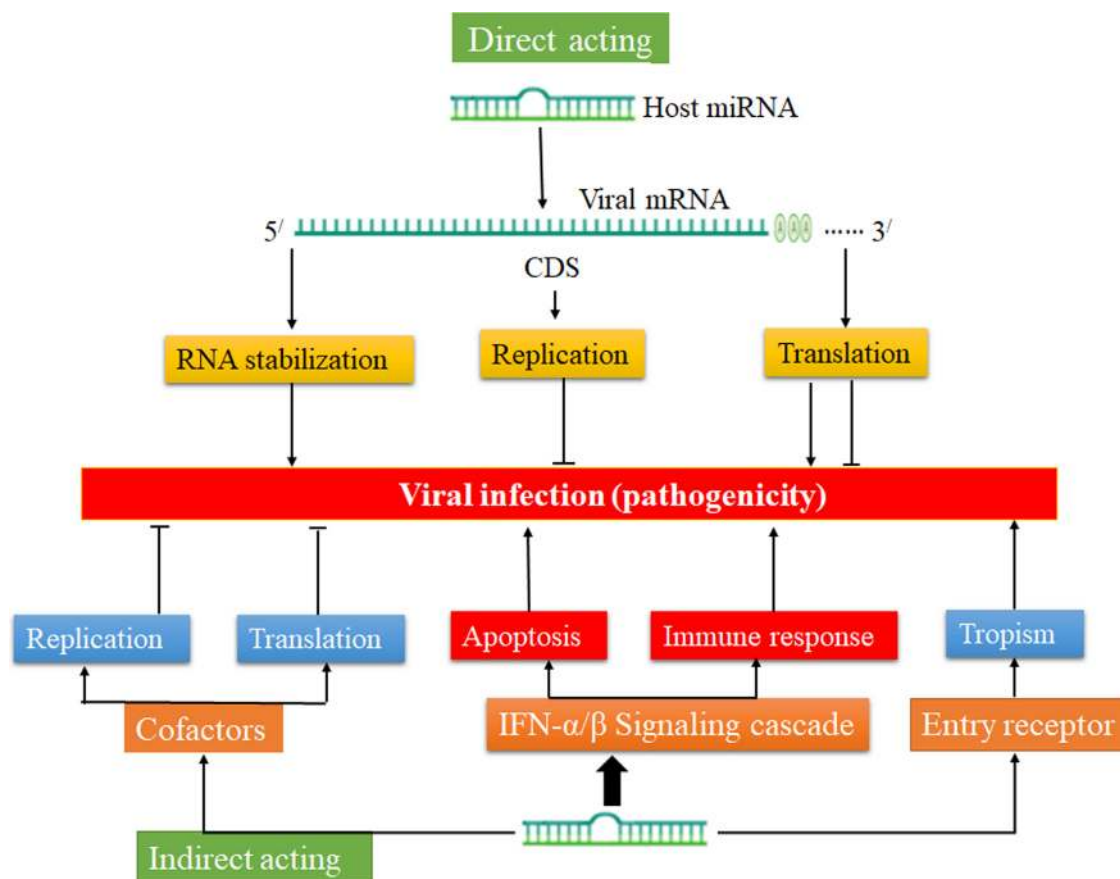 Direct acting
Host miRNA
Viral mRNA
5/ AAA ...... 3/
CDS
RNA stabilization Replication Translation
Viral infection (pathogenicity)
Replication Translation Apoptosis Immune response Tropism
Cofactors IFN-α/β Signaling cascade Entry receptor
Indirect acting